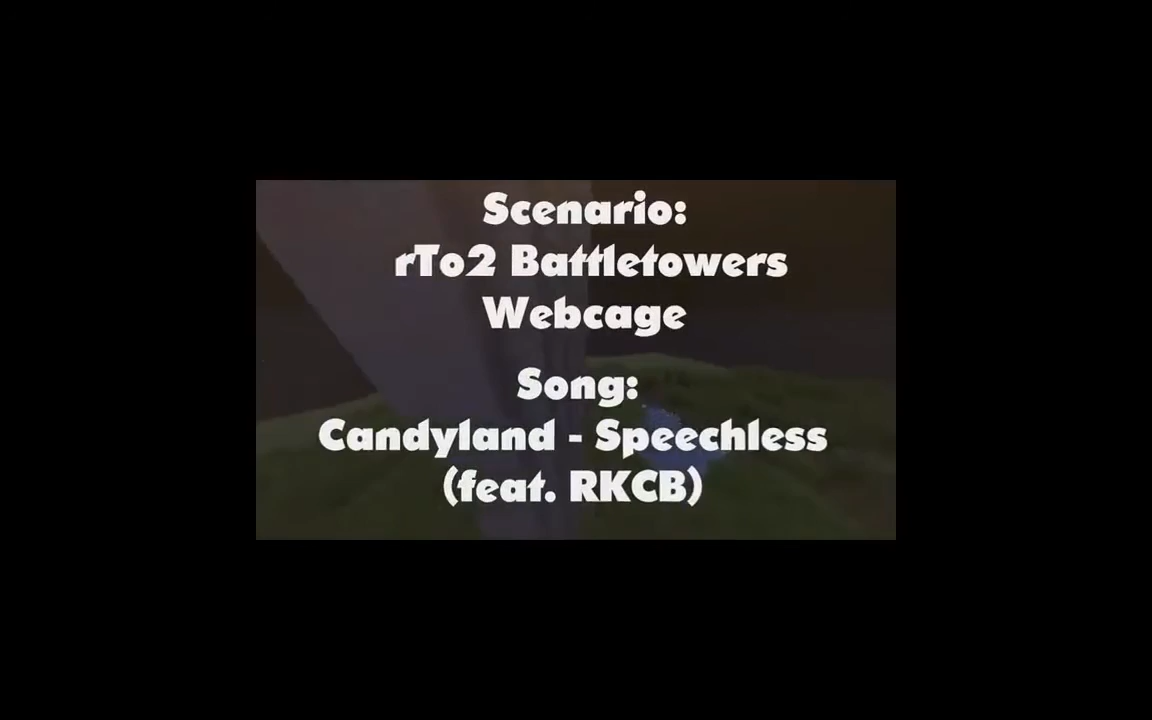 Scenario:
rTo2 Battletowers
Webcage
Song:
Candyland - Speechless
(feat. RKCB)